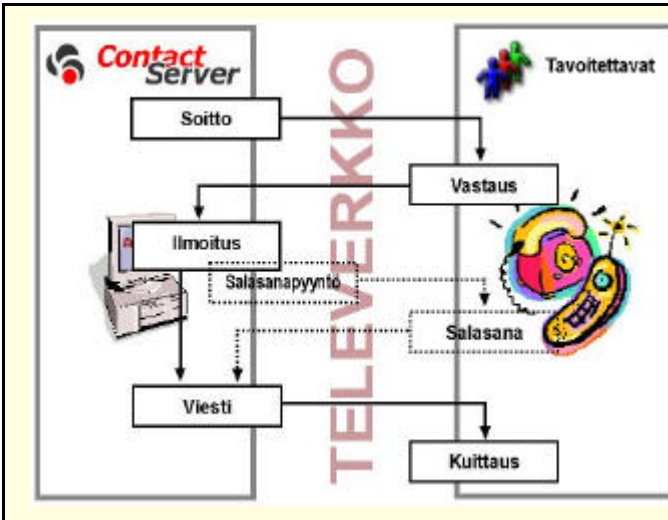 Contact
Server
Tavoitettavat
Soitto
TELEVERKKO
Vastaus
Ilmoitus
Salasanapyyntö
Salasana
Viesti
Kuittaus